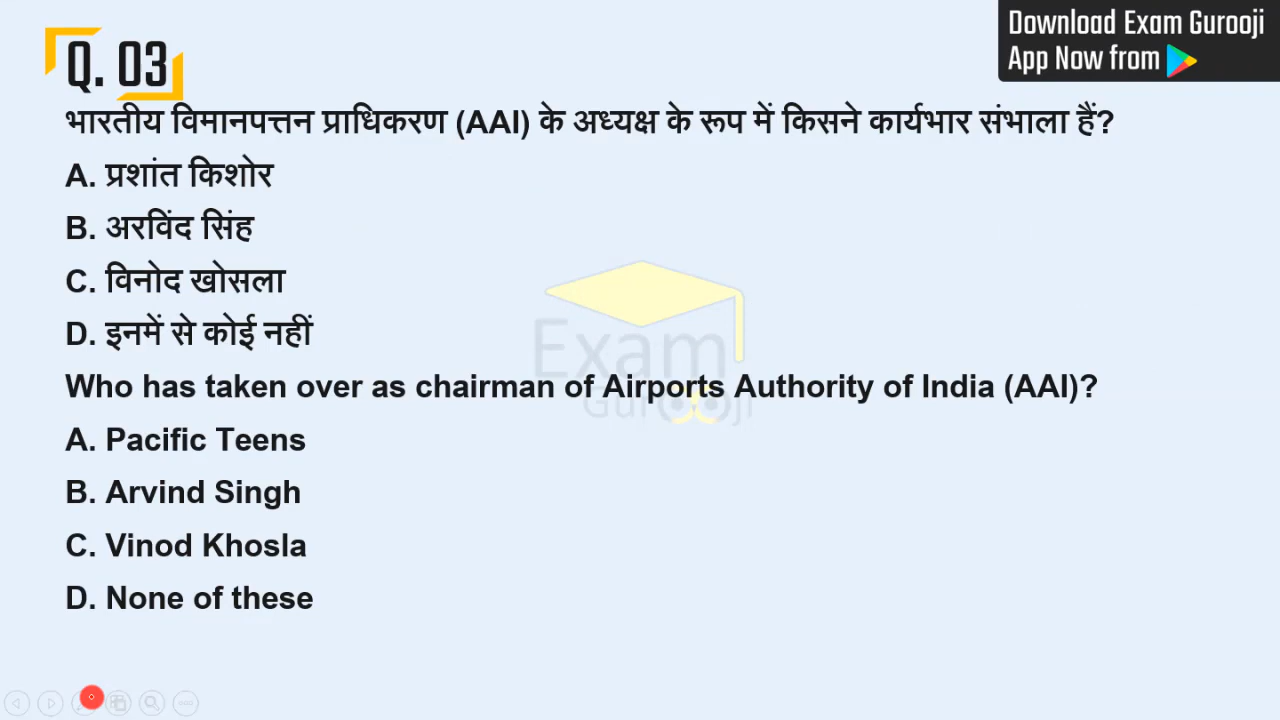 Download Exam Gurooji
App Now from
Q. 03
भारतीय विमानपत्तन प्राधिकरण (AAI) के अध्यक्ष के रूप में किसने कार्यभार संभाला हैं?
A. प्रशांत किशोर
B. अरविंद सिंह
C. विनोद खोसला
D. इनमें से कोई नहीं
Who has taken over as chairman of Airports Authority of India (AAI)?
A. Pacific Teens
B. Arvind Singh
C. Vinod Khosla
D. None of these
Exam
Gurooji